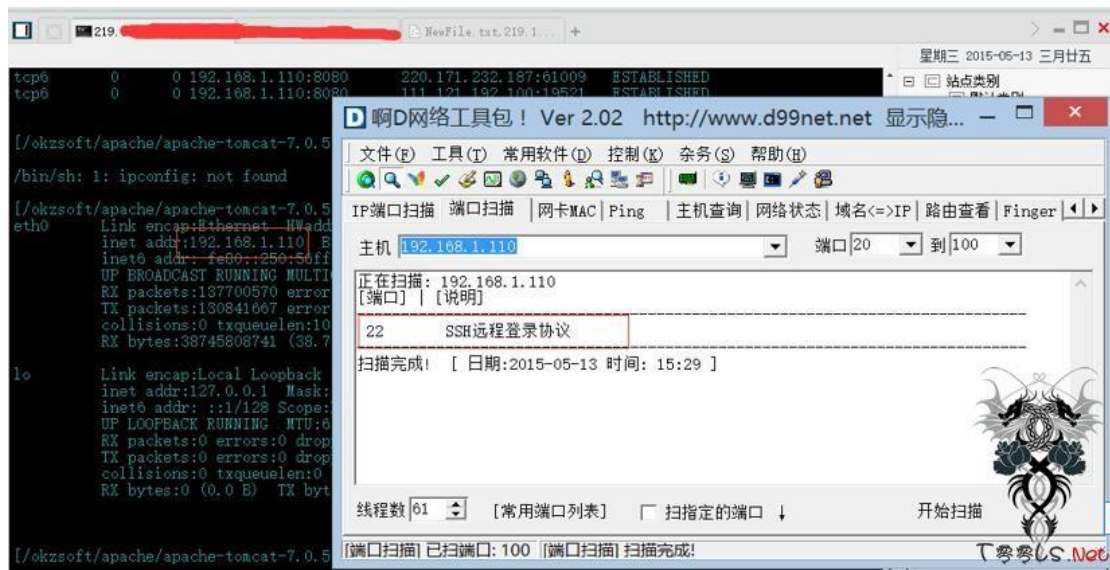 219.
NewFile.txt,219.1... +
星期三 2015-05-13 三月廿五
站点类别
tcp6 0 0 192.168.1.110:8080 220.171.232.187:61009 ESTABLISHED
tcp6 0 0 192.168.1.110:8080 111.121.192.100:19521 ESTABLISHED
[/okzsoft/apache/apache-tomcat-7.0.5
/bin/sh: 1: ipconfig: not found
[/okzsoft/apache/apache-tomcat-7.0.5
eth0 Link encap:Ethernet HWadd
inet addr:192.168.1.110 B
inet6 addr: fe80::250:56ff
UP BROADCAST RUNNING MULTI
RX packets:137700570 error
TX packets:130841667 error
collisions:0 txqueuelen:10
RX bytes:38745808741 (38.7
lo Link encap:Local Loopback
inet addr:127.0.0.1 Mask:
inet6 addr: ::1/128 Scope:
UP LOOPBACK RUNNING MTU:6
RX packets:0 errors:0 drop
TX packets:0 errors:0 drop
collisions:0 txqueuelen:0
RX bytes:0 (0.0 B) TX byt
[/okzsoft/apache/apache-tomcat-7.0.5
D 啊D网络工具包! Ver 2.02 http://www.d99net.net 显示隐...
文件(F) 工具(T) 常用软件(D) 控制(K) 杂务(S) 帮助(H)
IP端口扫描 端口扫描 网卡MAC Ping 主机查询 网络状态 域名<=>IP 路由查看 Finger
主机 192.168.1.110 端口 20 到 100
正在扫描: 192.168.1.110
[端口] | [说明]
22 SSH远程登录协议
扫描完成! [ 日期:2015-05-13 时间: 15:29 ]
线程数 61 [常用端口列表] 扫指定的端口 ↓ 开始扫描
[端口扫描] 已扫端口: 100 [端口扫描] 扫描完成!
T00LS.Net